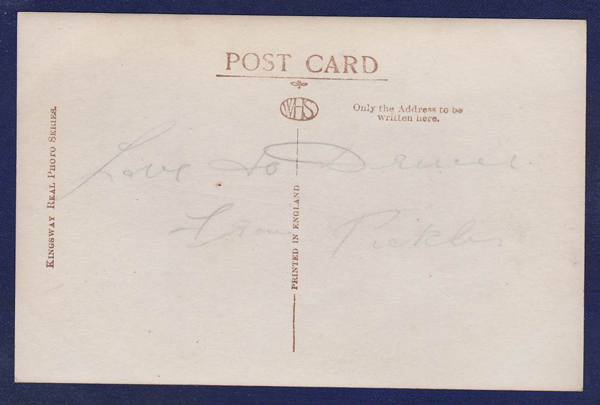 POST CARD
WHS
Only the Address to be
written here.
KINGSWAY REAL PHOTO SERIES.
PRINTED IN ENGLAND
Love to
From Pickles